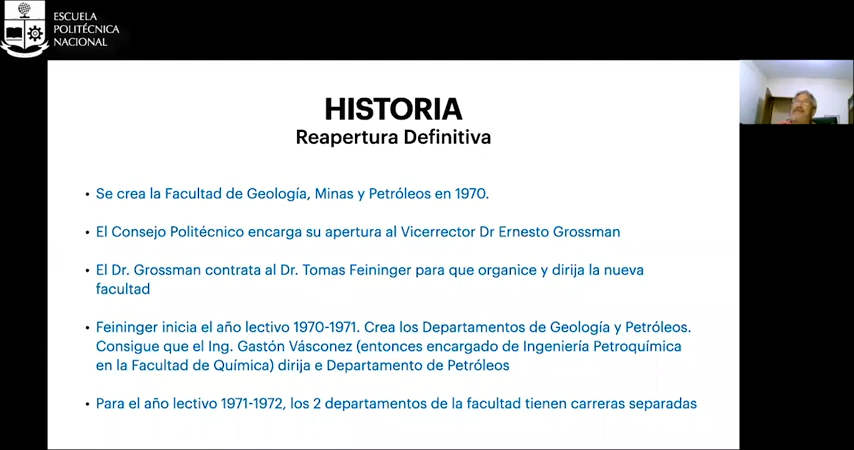 ESCUELA
POLITÉCNICA
NACIONAL
HISTORIA
Reapertura Definitiva
• Se crea la Facultad de Geología, Minas y Petróleos en 1970.
• El Consejo Politécnico encarga su apertura al Vicerrector Dr Ernesto Grossman
• El Dr. Grossman contrata al Dr. Tomas Feininger para que organice y dirija la nueva
facultad
• Feininger inicia el año lectivo 1970-1971. Crea los Departamentos de Geología y Petróleos.
Consigue que el Ing. Gastón Vásconez (entonces encargado de Ingeniería Petroquímica
en la Facultad de Química) dirija e Departamento de Petróleos
• Para el año lectivo 1971-1972, los 2 departamentos de la facultad tienen carreras separadas